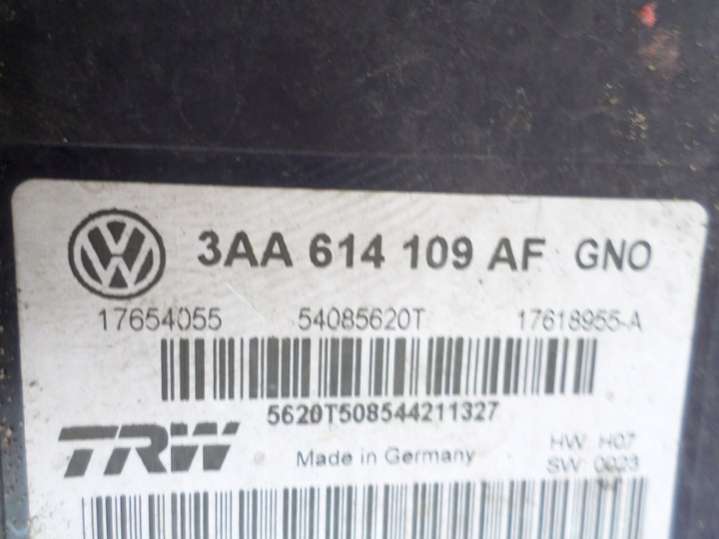 3AA 614 109 AF GNO
17654055 54085620T 17618955-A
5620T508544211327
TRW Made in Germany HW: H07
SW: 0023